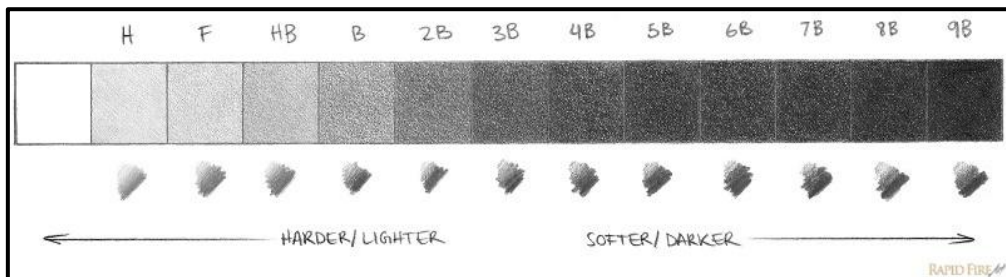 H F HB B 2B 3B 4B 5B 6B 7B 8B 9B
HARDER/LIGHTER SOFTER/DARKER
RAPID FIRE